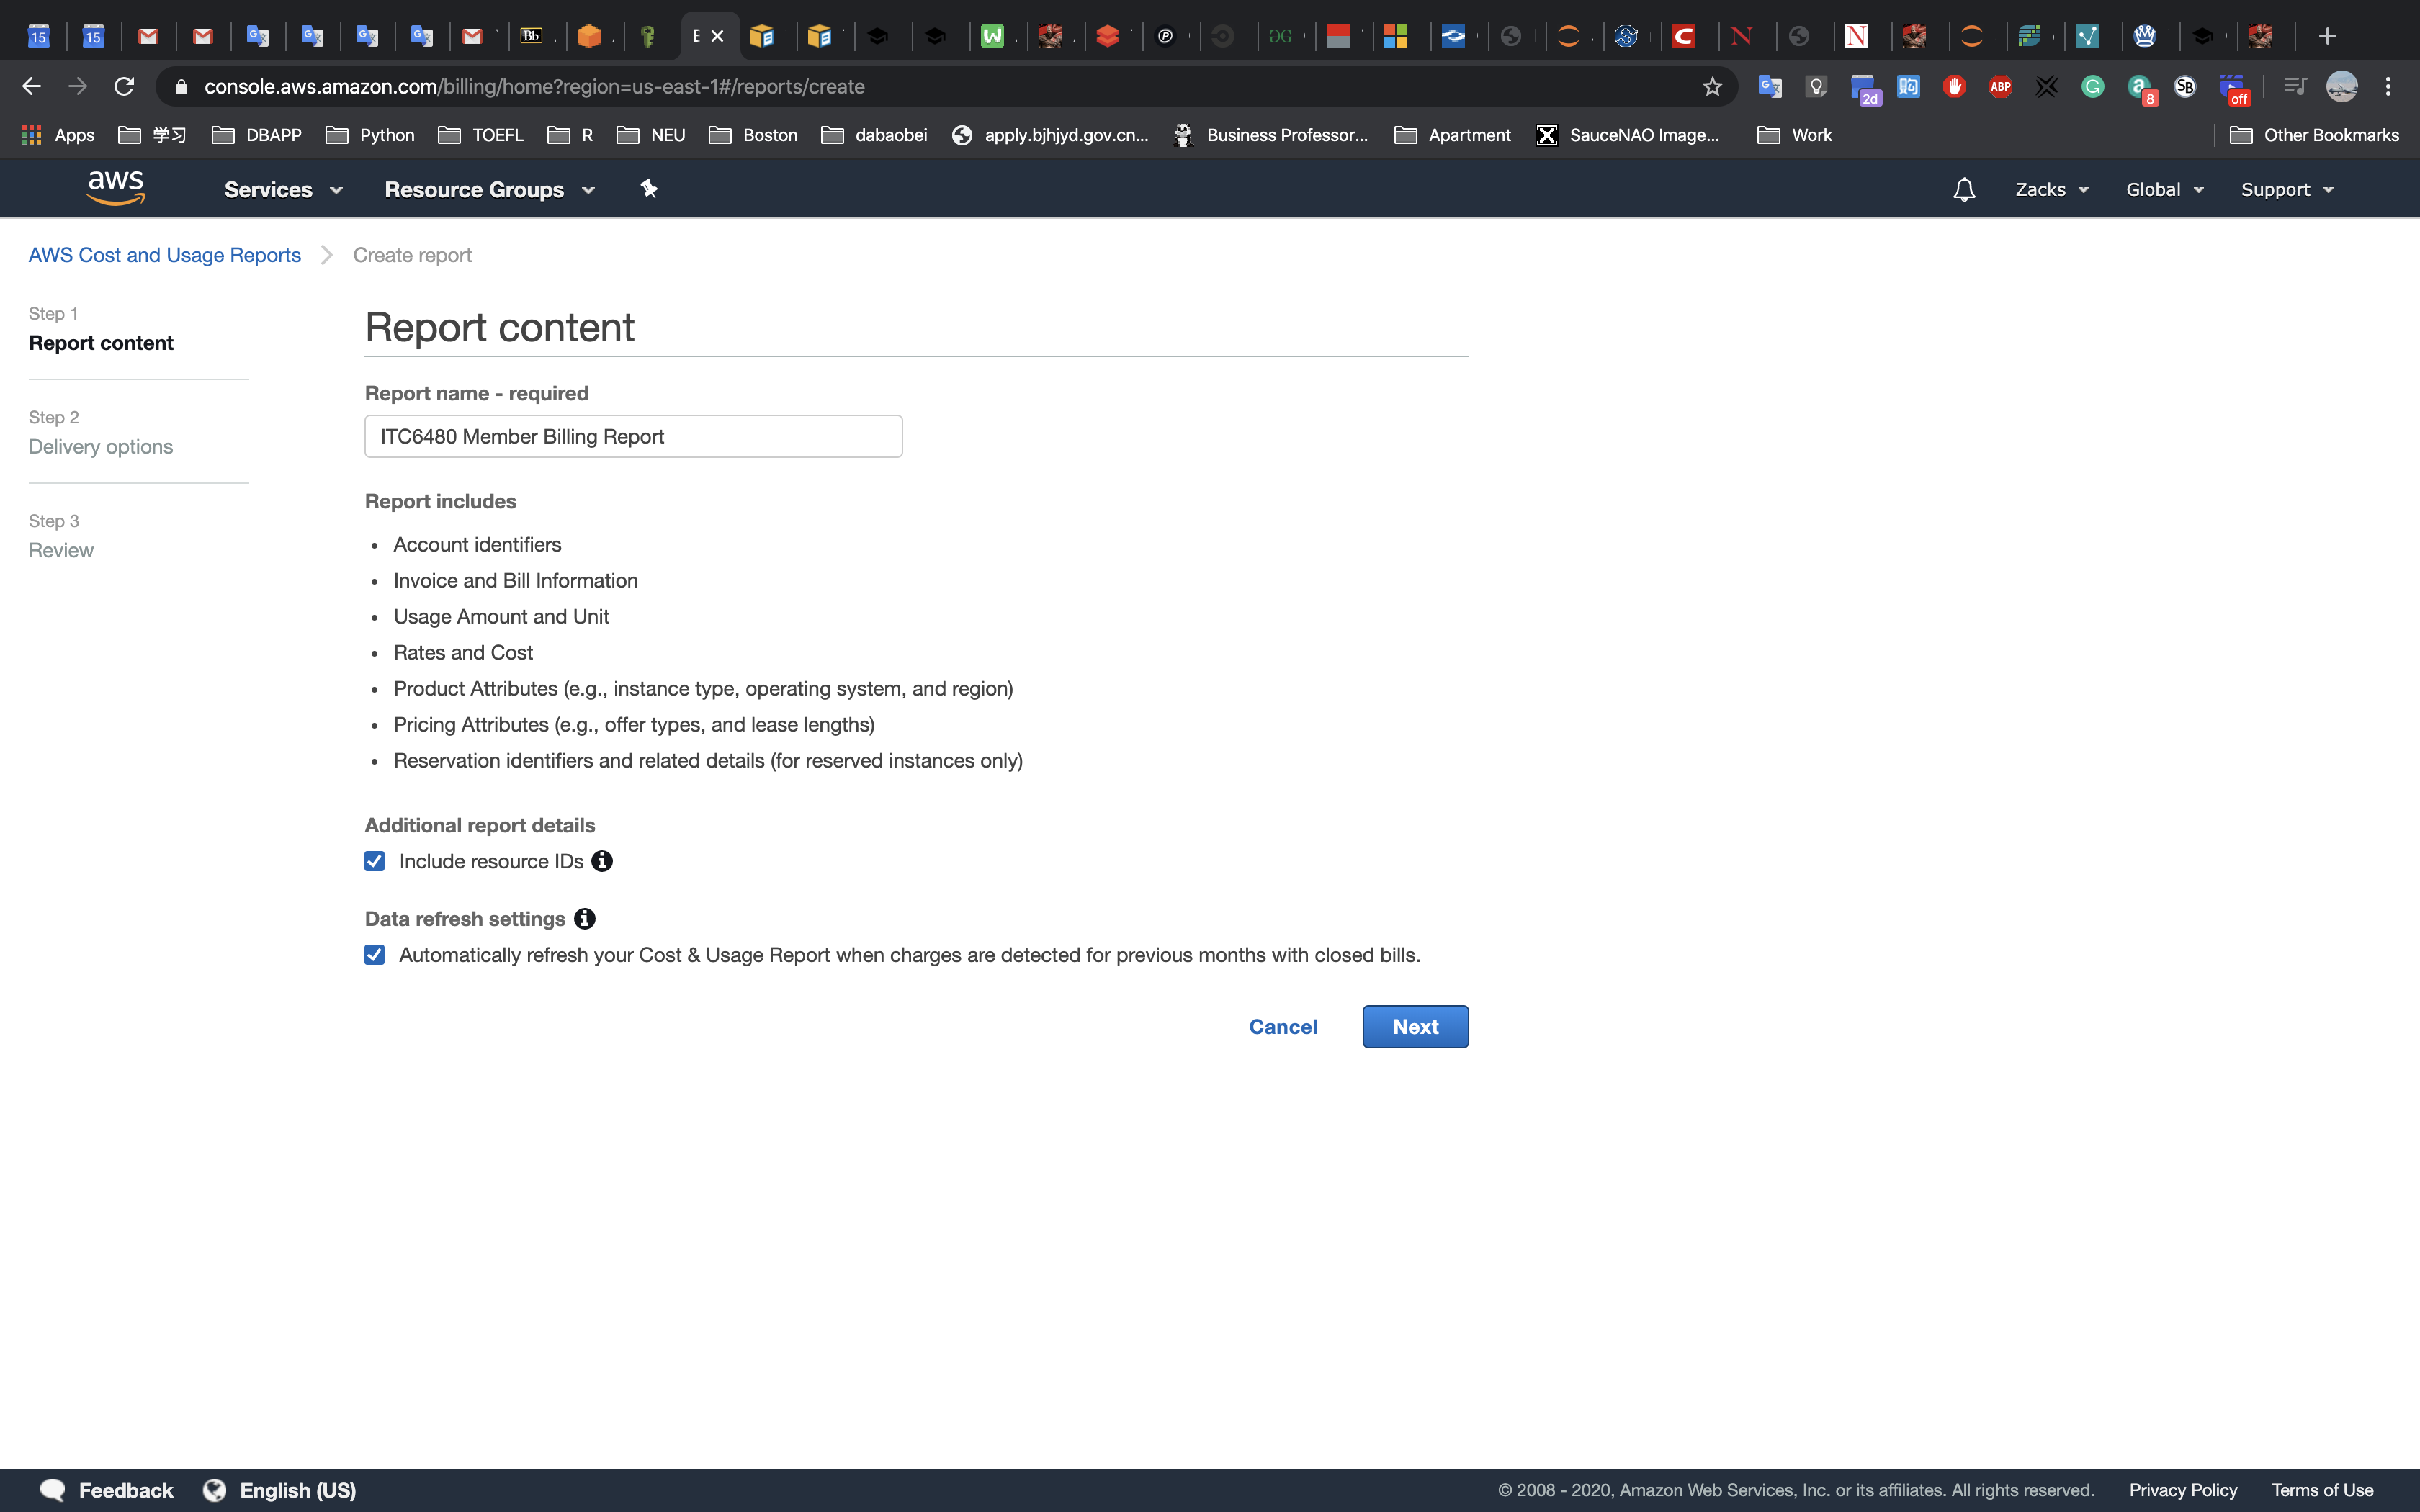 15 15 Bb E
console.aws.amazon.com/billing/home?region=us-east-1#/reports/create
2d ABP 8 SB off
Apps 学习 DBAPP Python TOEFL R NEU Boston dabaobei apply.bjhjyd.gov.cn... Business Professor... Apartment SauceNAO Image... Work Other Bookmarks
aws Services Resource Groups Zacks Global Support
AWS Cost and Usage Reports Create report
Step 1
Report content
Step 2
Delivery options
Step 3
Review
Report content
Report name - required
ITC6480 Member Billing Report
Report includes
• Account identifiers
• Invoice and Bill Information
• Usage Amount and Unit
• Rates and Cost
• Product Attributes (e.g., instance type, operating system, and region)
• Pricing Attributes (e.g., offer types, and lease lengths)
• Reservation identifiers and related details (for reserved instances only)
Additional report details
Include resource IDs
Data refresh settings
Automatically refresh your Cost & Usage Report when charges are detected for previous months with closed bills.
Cancel Next
Feedback English (US) © 2008 - 2020, Amazon Web Services, Inc. or its affiliates. All rights reserved. Privacy Policy Terms of Use